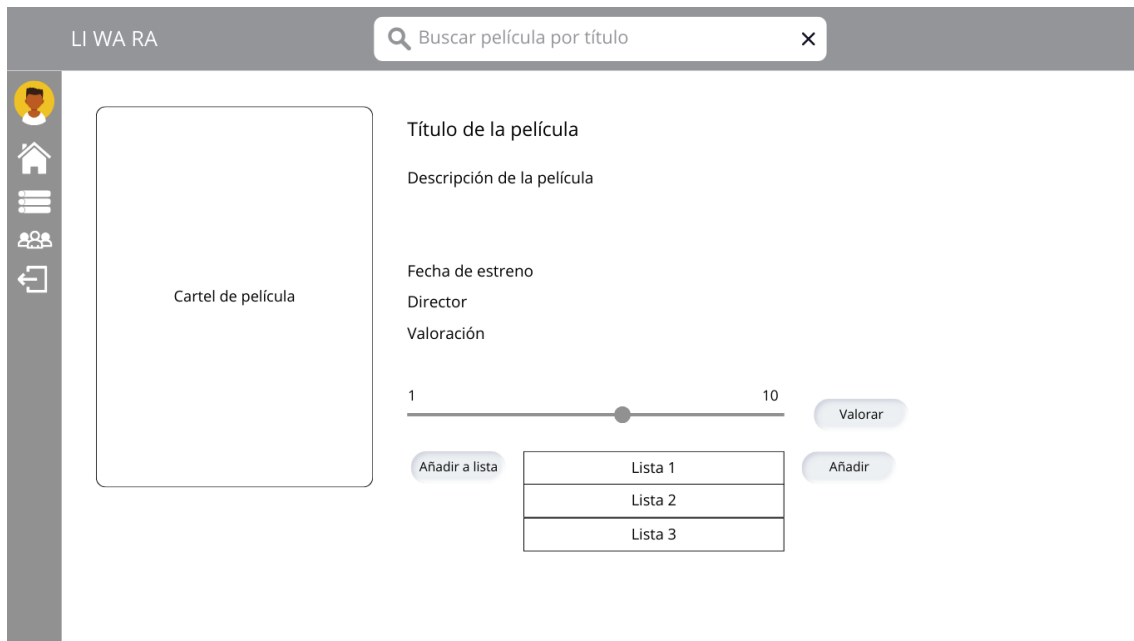 LI WA RA
Buscar película por título
Título de la película
Descripción de la película
Fecha de estreno
Cartel de película
Director
Valoración
1
10
Valorar
Añadir a lista
Lista 1
Añadir
Lista 2
Lista 3